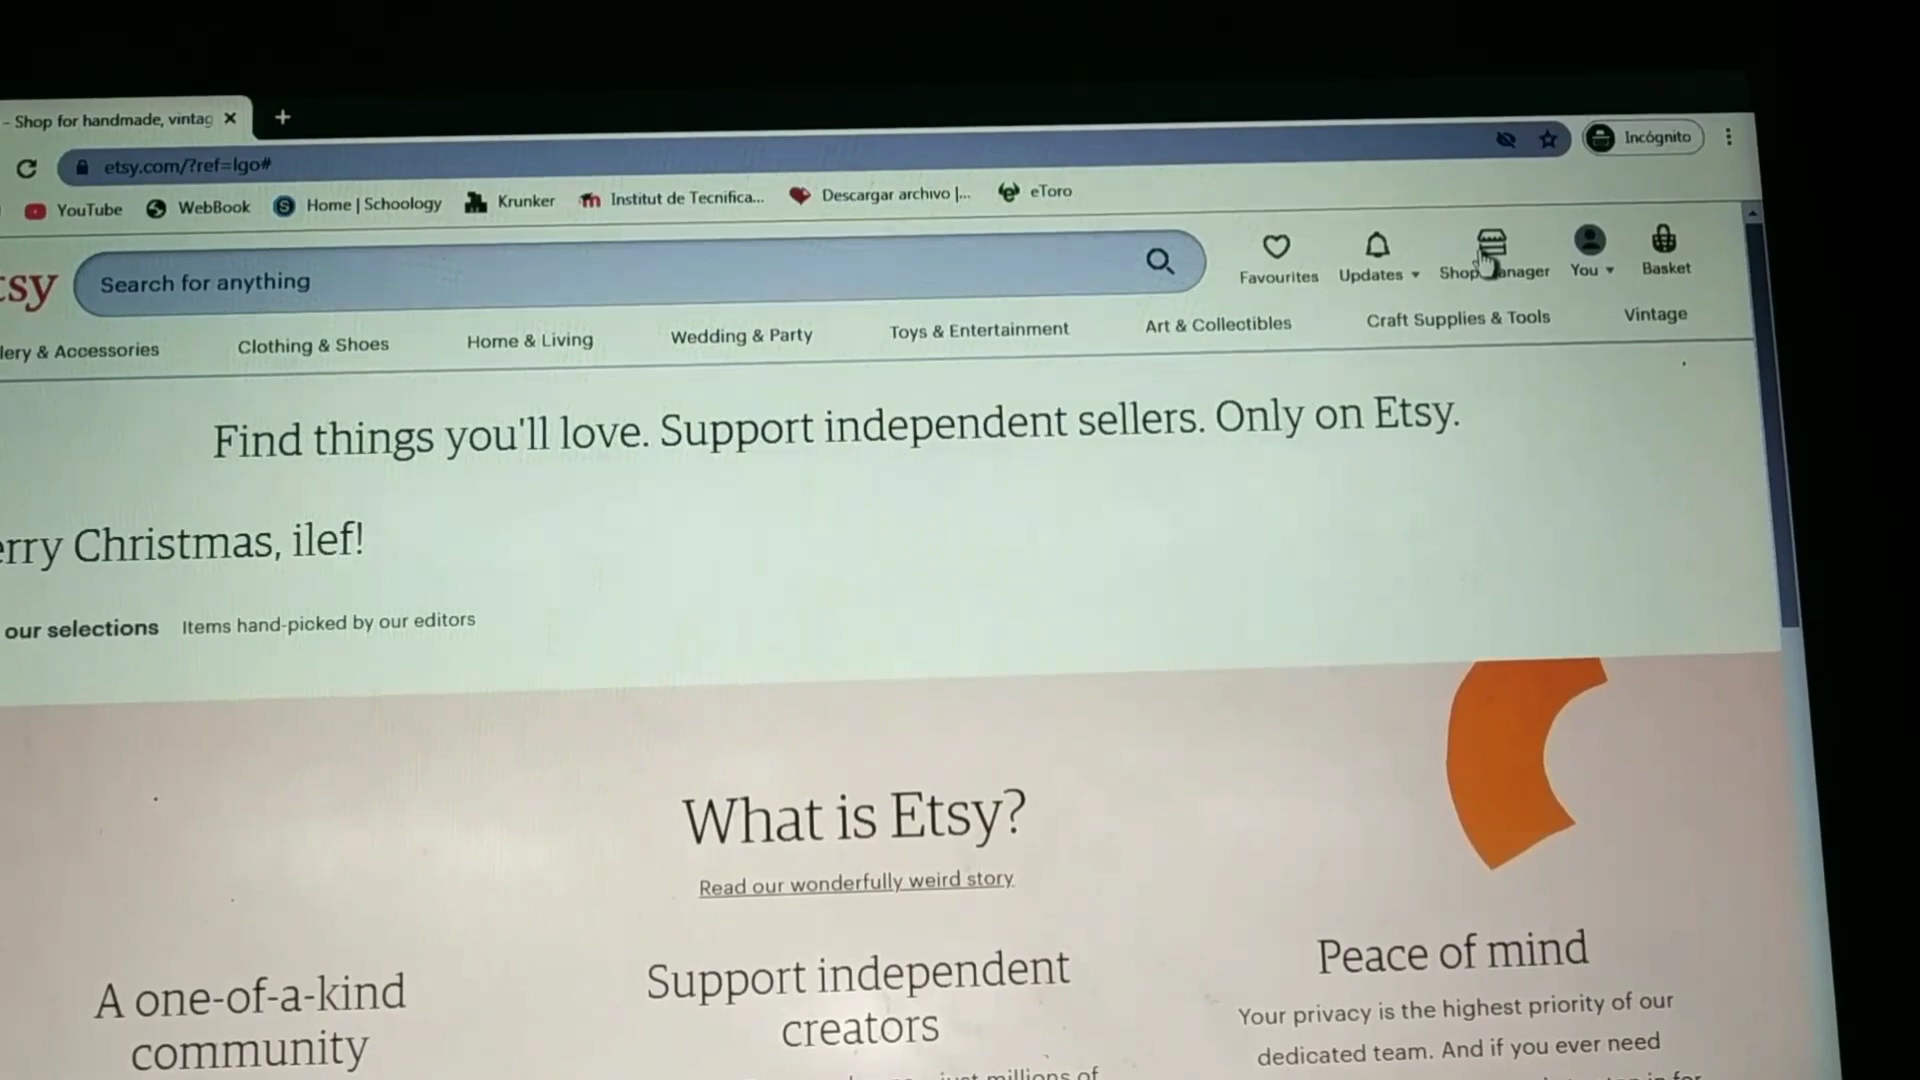 – Shop for handmade, vintag
etsy.com/?ref=lgo#
Incógnito
YouTube
WebBook
Home | Schoology
Krunker
Institut de Tecnifica...
Descargar archivo |...
eToro
tsy
Search for anything
Favourites
Updates
Shop anager
You
Basket
lery & Accessories
Clothing & Shoes
Home & Living
Wedding & Party
Toys & Entertainment
Art & Collectibles
Craft Supplies & Tools
Vintage
Find things you'll love. Support independent sellers. Only on Etsy.
erry Christmas, ilef!
our selections
Items hand-picked by our editors
What is Etsy?
Read our wonderfully weird story
A one-of-a-kind
community
Support independent
creators
just millions of
Peace of mind
Your privacy is the highest priority of our
dedicated team. And if you ever need